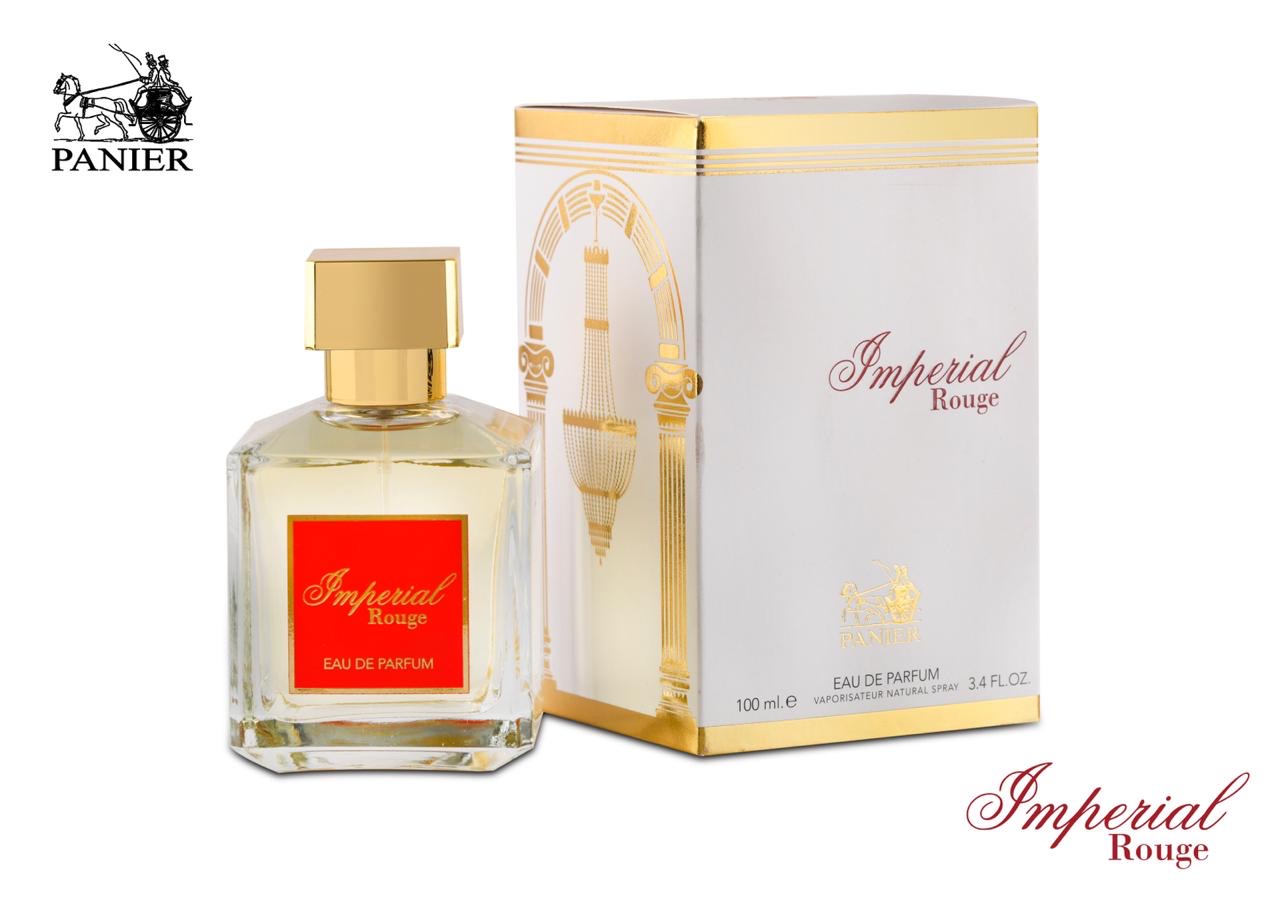 PANIER
Imperial
Rouge
EAU DE PARFUM
Imperial
Rouge
PANIER
EAU DE PARFUM
100 ml.e VAPORISATEUR NATURAL SPRAY 3.4 FL.OZ.
Imperial
Rouge